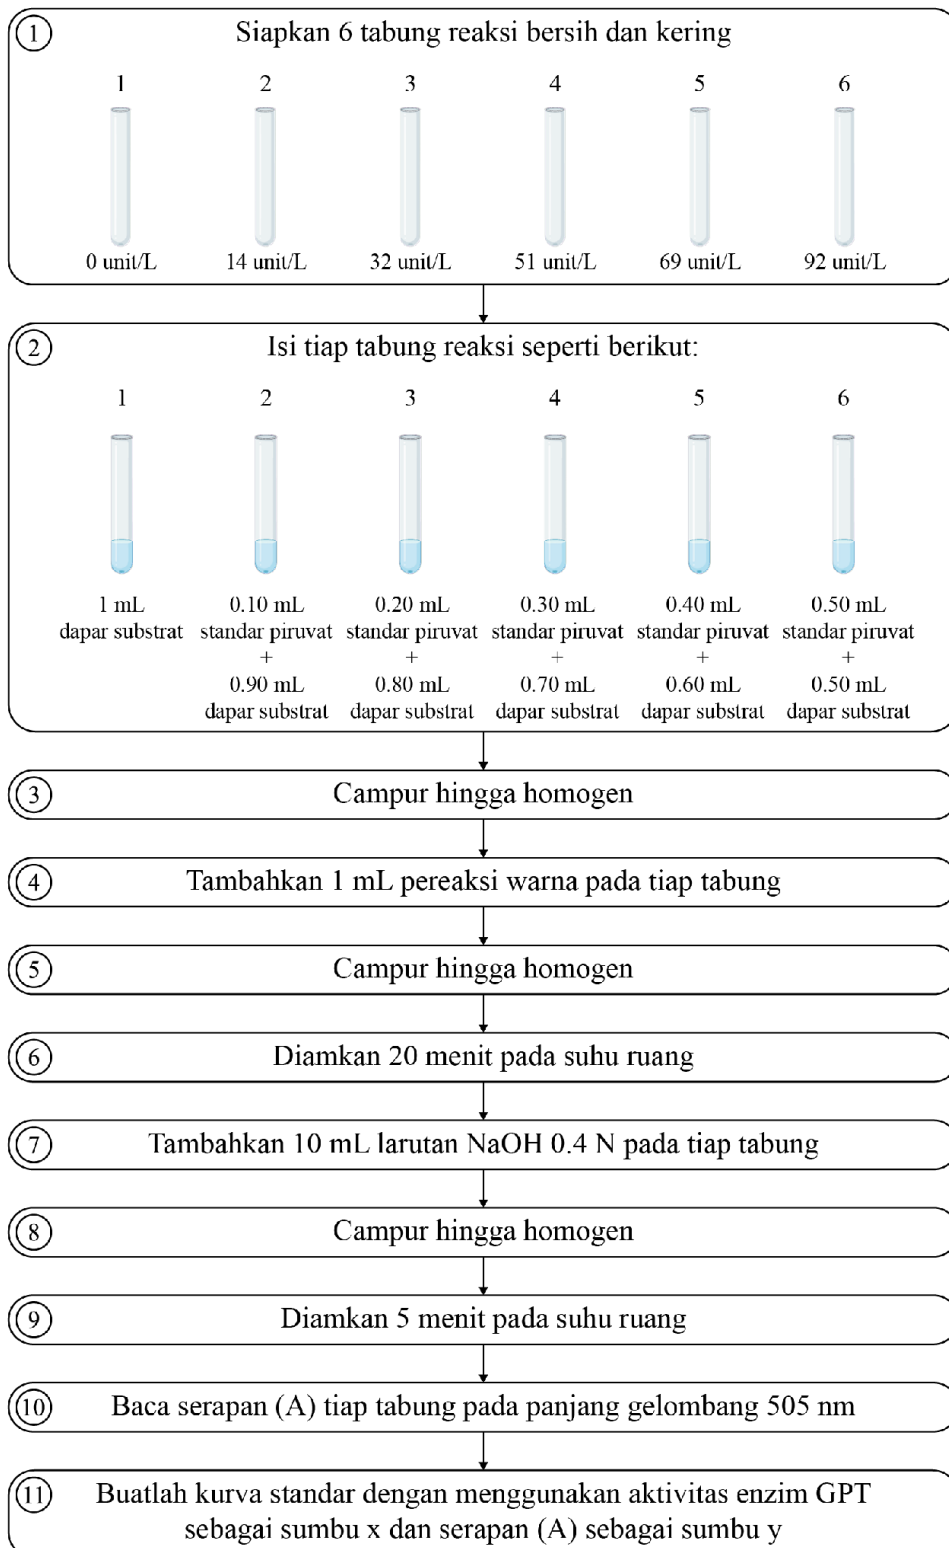 1 Siapkan 6 tabung reaksi bersih dan kering
1 2 3 4 5 6
0 unit/L 14 unit/L 32 unit/L 51 unit/L 69 unit/L 92 unit/L
2 Isi tiap tabung reaksi seperti berikut:
1 2 3 4 5 6
1 mL 0.10 mL 0.20 mL 0.30 mL 0.40 mL 0.50 mL
dapar substrat standar piruvat standar piruvat standar piruvat standar piruvat standar piruvat
+ + + + +
0.90 mL 0.80 mL 0.70 mL 0.60 mL 0.50 mL
dapar substrat dapar substrat dapar substrat dapar substrat dapar substrat
3 Campur hingga homogen
4 Tambahkan 1 mL pereaksi warna pada tiap tabung
5 Campur hingga homogen
6 Diamkan 20 menit pada suhu ruang
7 Tambahkan 10 mL larutan NaOH 0.4 N pada tiap tabung
8 Campur hingga homogen
9 Diamkan 5 menit pada suhu ruang
10 Baca serapan (A) tiap tabung pada panjang gelombang 505 nm
11 Buatlah kurva standar dengan menggunakan aktivitas enzim GPT
sebagai sumbu x dan serapan (A) sebagai sumbu y